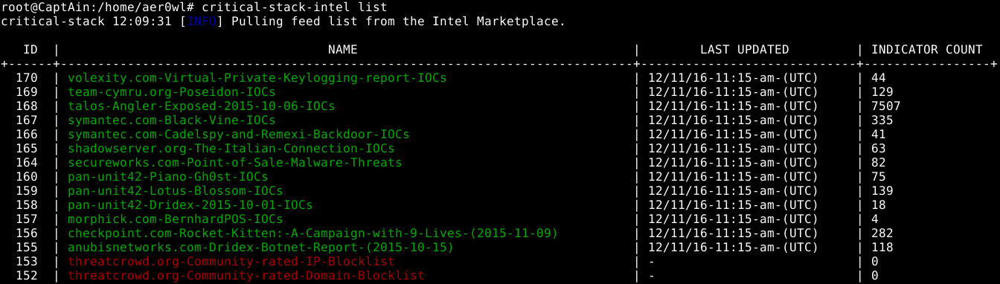 root@CaptAin:/home/aer0wl# critical-stack-intel list
critical-stack 12:09:31 [INFO] Pulling feed list from the Intel Marketplace.
ID | NAME | LAST UPDATED | INDICATOR COUNT
+------+------------------------------------------------------------------------------+------------------------------+-----------------+
170 | volexity.com-Virtual-Private-Keylogging-report-IOCs | 12/11/16-11:15-am-(UTC) | 44
169 | team-cymru.org-Poseidon-IOCs | 12/11/16-11:15-am-(UTC) | 129
168 | talos-Angler-Exposed-2015-10-06-IOCs | 12/11/16-11:15-am-(UTC) | 7507
167 | symantec.com-Black-Vine-IOCs | 12/11/16-11:15-am-(UTC) | 335
166 | symantec.com-Cadelspy-and-Remexi-Backdoor-IOCs | 12/11/16-11:15-am-(UTC) | 41
165 | shadowserver.org-The-Italian-Connection-IOCs | 12/11/16-11:15-am-(UTC) | 63
164 | secureworks.com-Point-of-Sale-Malware-Threats | 12/11/16-11:15-am-(UTC) | 82
160 | pan-unit42-Piano-Gh0st-IOCs | 12/11/16-11:15-am-(UTC) | 75
159 | pan-unit42-Lotus-Blossom-IOCs | 12/11/16-11:15-am-(UTC) | 139
158 | pan-unit42-Dridex-2015-10-01-IOCs | 12/11/16-11:15-am-(UTC) | 18
157 | morphick.com-BernhardPOS-IOCs | 12/11/16-11:15-am-(UTC) | 4
156 | checkpoint.com-Rocket-Kitten:-A-Campaign-with-9-Lives-(2015-11-09) | 12/11/16-11:15-am-(UTC) | 282
155 | anubisnetworks.com-Dridex-Botnet-Report-(2015-10-15) | 12/11/16-11:15-am-(UTC) | 118
153 | threatcrowd.org-Community-rated-IP-Blocklist | - | 0
152 | threatcrowd.org-Community-rated-Domain-Blocklist | - | 0